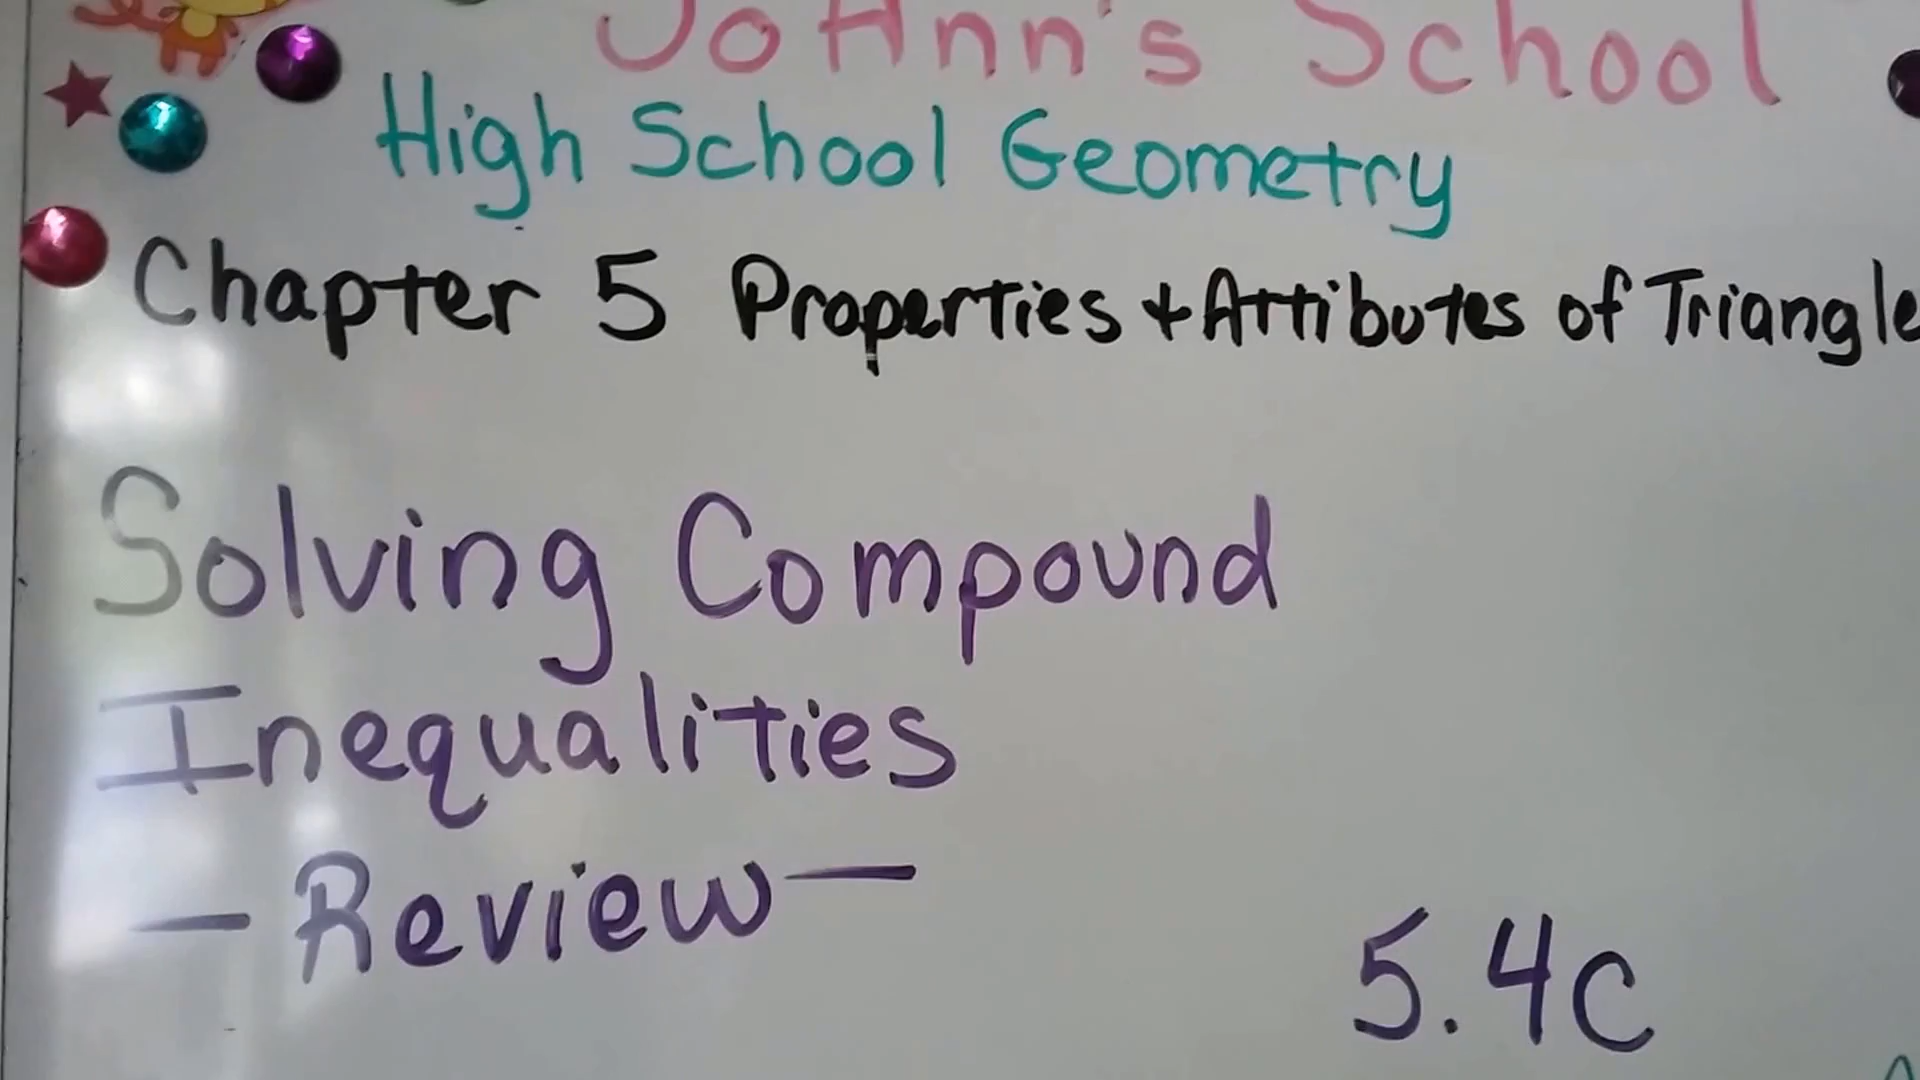 JoAnn's School
High School Geometry
Chapter 5 Properties + Attibutes of Triangle
Solving Compound
Inequalities
- Review -
5.4c